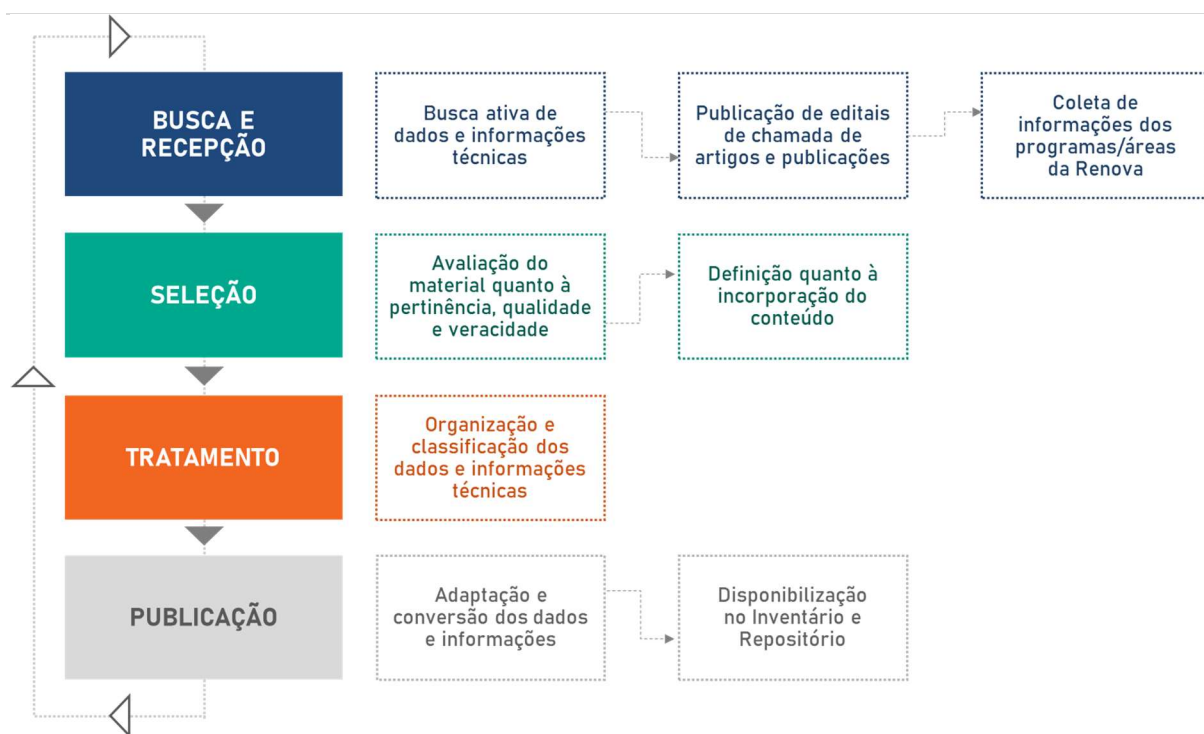 BUSCA E
RECEPÇÃO
Busca ativa de
dados e informações
técnicas
Publicação de editais
de chamada de
artigos e publicações
Coleta de
informações dos
programas/áreas
da Renova
SELEÇÃO
Avaliação do
material quanto à
pertinência, qualidade
e veracidade
Definição quanto à
incorporação do
conteúdo
TRATAMENTO
Organização e
classificação dos
dados e informações
técnicas
PUBLICAÇÃO
Adaptação e
conversão dos dados
e informações
Disponibilização
no Inventário e
Repositório